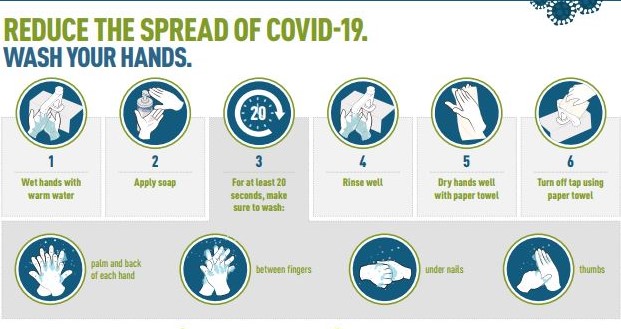 REDUCE THE SPREAD OF COVID-19.
WASH YOUR HANDS.
1
Wet hands with
warm water
2
Apply soap
20
3
For at least 20
seconds, make
sure to wash:
4
Rinse well
5
Dry hands well
with paper towel
6
Turn off tap using
paper towel
palm and back
of each hand
between fingers
under nails
thumbs